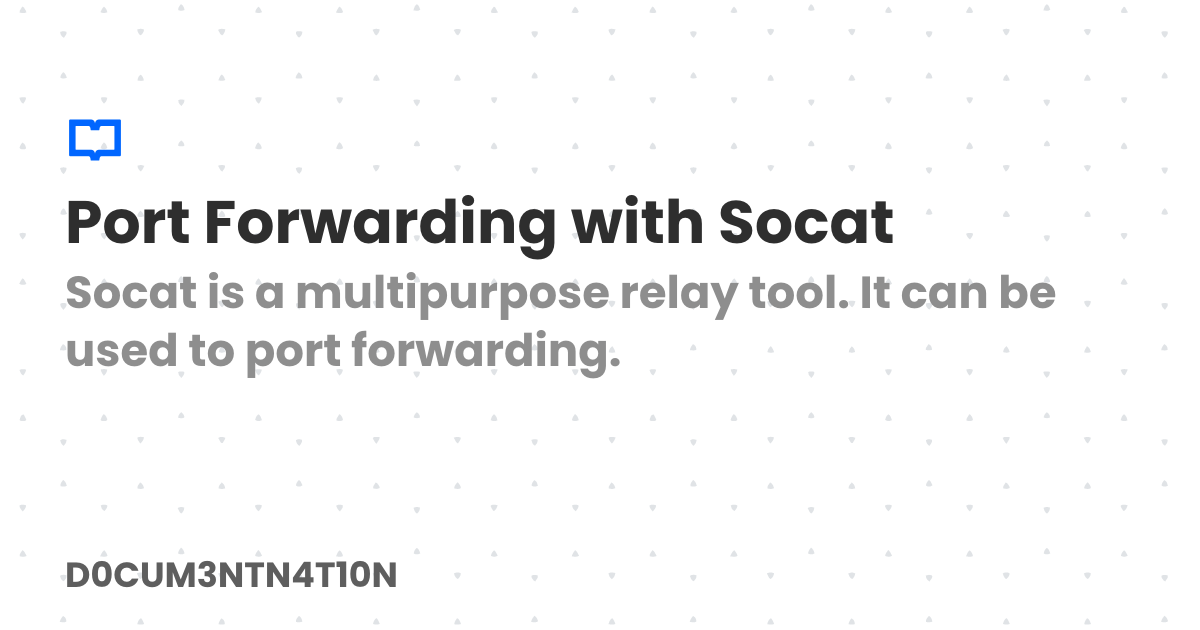 Port Forwarding with Socat
Socat is a multipurpose relay tool. It can be
used to port forwarding.
D0CUM3NTN4T10N